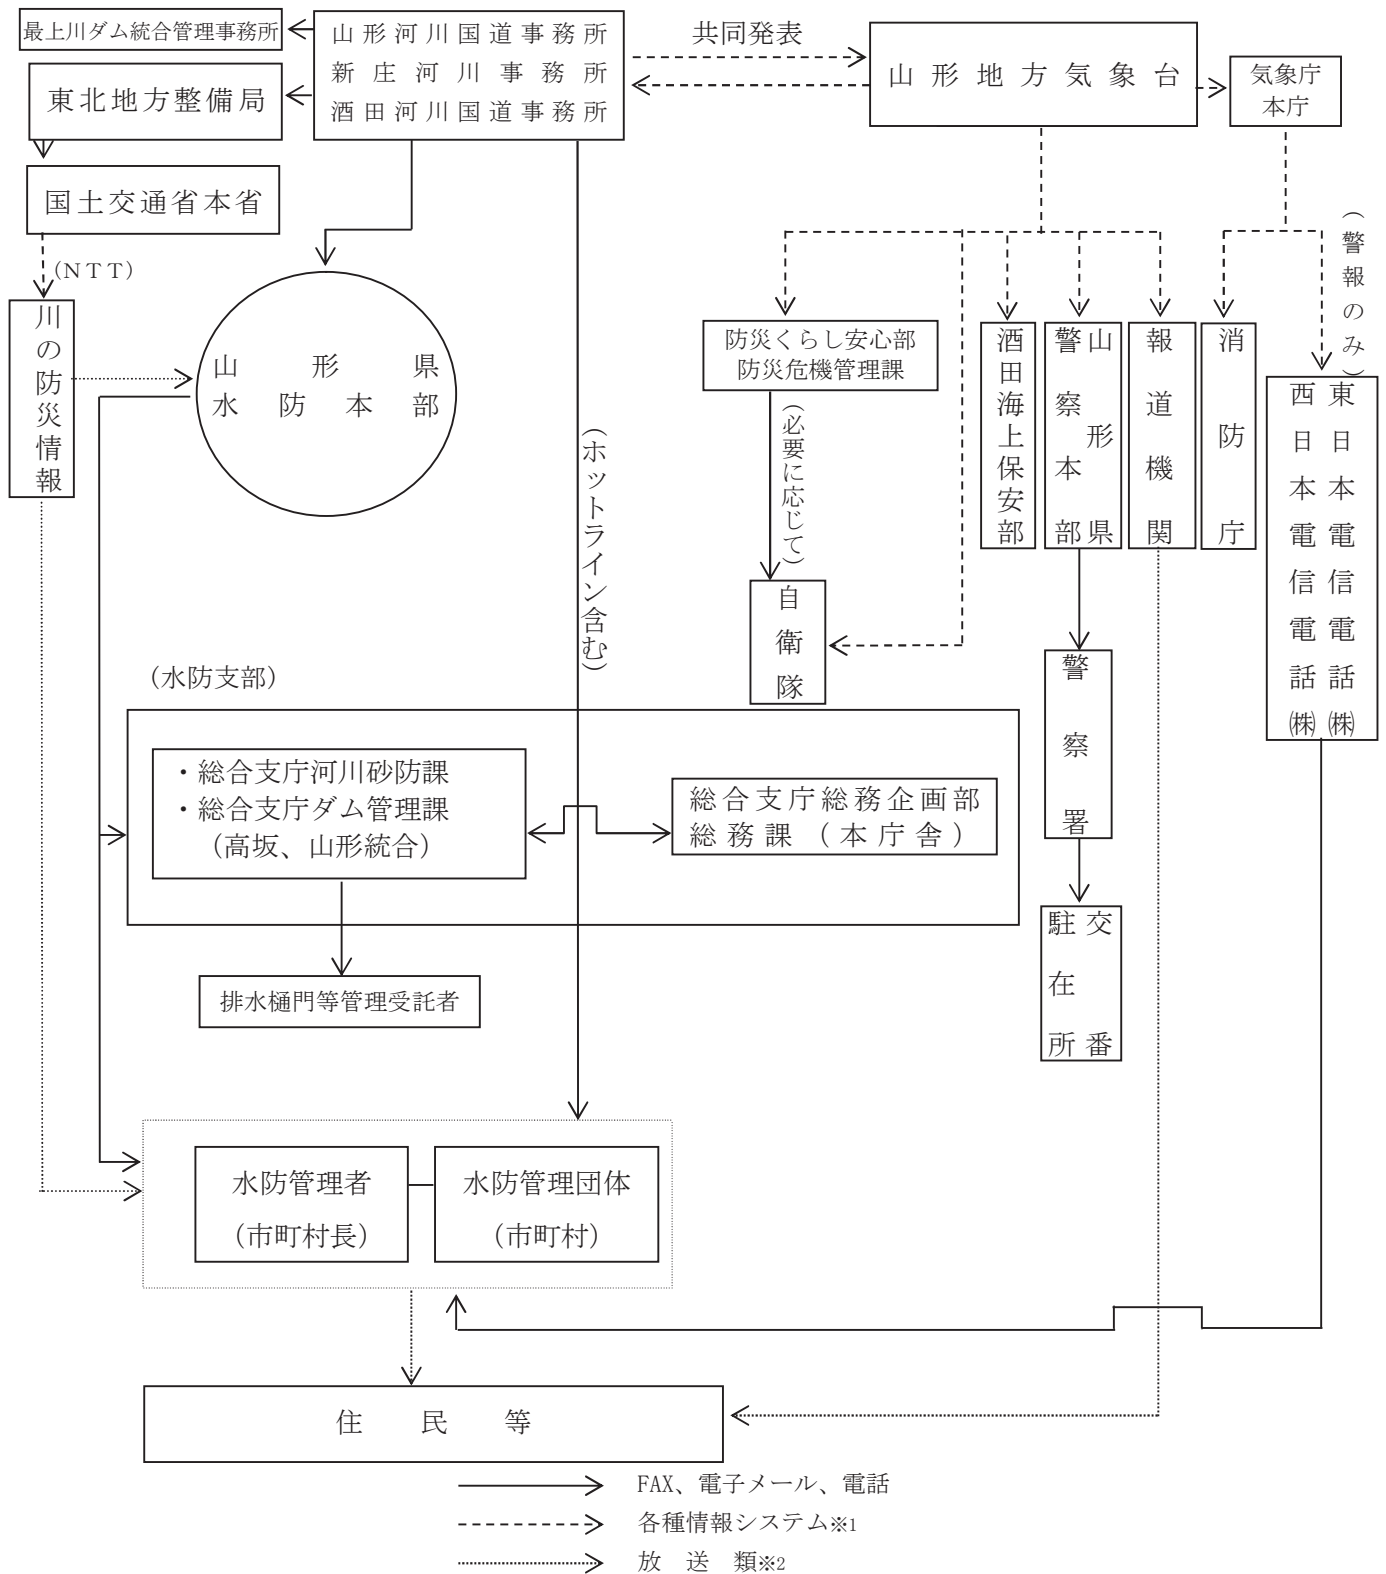 最上川ダム統合管理事務所
山形河川国道事務所
新庄河川事務所
酒田河川国道事務所
共同発表
山形地方気象台
気象庁
本庁
東北地方整備局
国土交通省本省
（ＮＴＴ）
川の防災情報
山形県
水防本部
（ホットライン含む）
防災くらし安心部
防災危機管理課
（必要に応じて）
自衛隊
酒田海上保安部
山形県
警察本部
報道機関
消防庁
（警報のみ）
東日本電信電話㈱
西日本電信電話㈱
警察署
交番
駐在所
（水防支部）
・総合支庁河川砂防課
・総合支庁ダム管理課
（高坂、山形統合）
総合支庁総務企画部
総務課（本庁舎）
排水樋門等管理受託者
水防管理者
（市町村長）
水防管理団体
（市町村）
住民等
FAX、電子メール、電話
各種情報システム※1
放送類※2